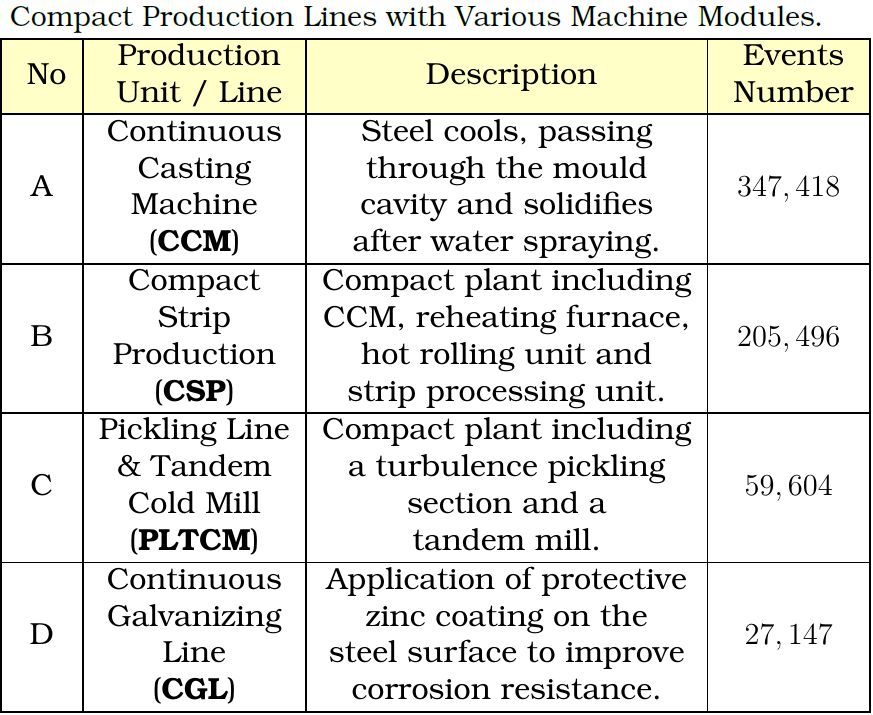 Compact Production Lines with Various Machine Modules.
No
Production
Unit / Line
Description
Events
Number
A
Continuous
Casting
Machine
(CCM)
Steel cools, passing
through the mould
cavity and solidifies
after water spraying.
347, 418
B
Compact
Strip
Production
(CSP)
Compact plant including
CCM, reheating furnace,
hot rolling unit and
strip processing unit.
205, 496
C
Pickling Line
& Tandem
Cold Mill
(PLTCM)
Compact plant including
a turbulence pickling
section and a
tandem mill.
59, 604
D
Continuous
Galvanizing
Line
(CGL)
Application of protective
zinc coating on the
steel surface to improve
corrosion resistance.
27, 147